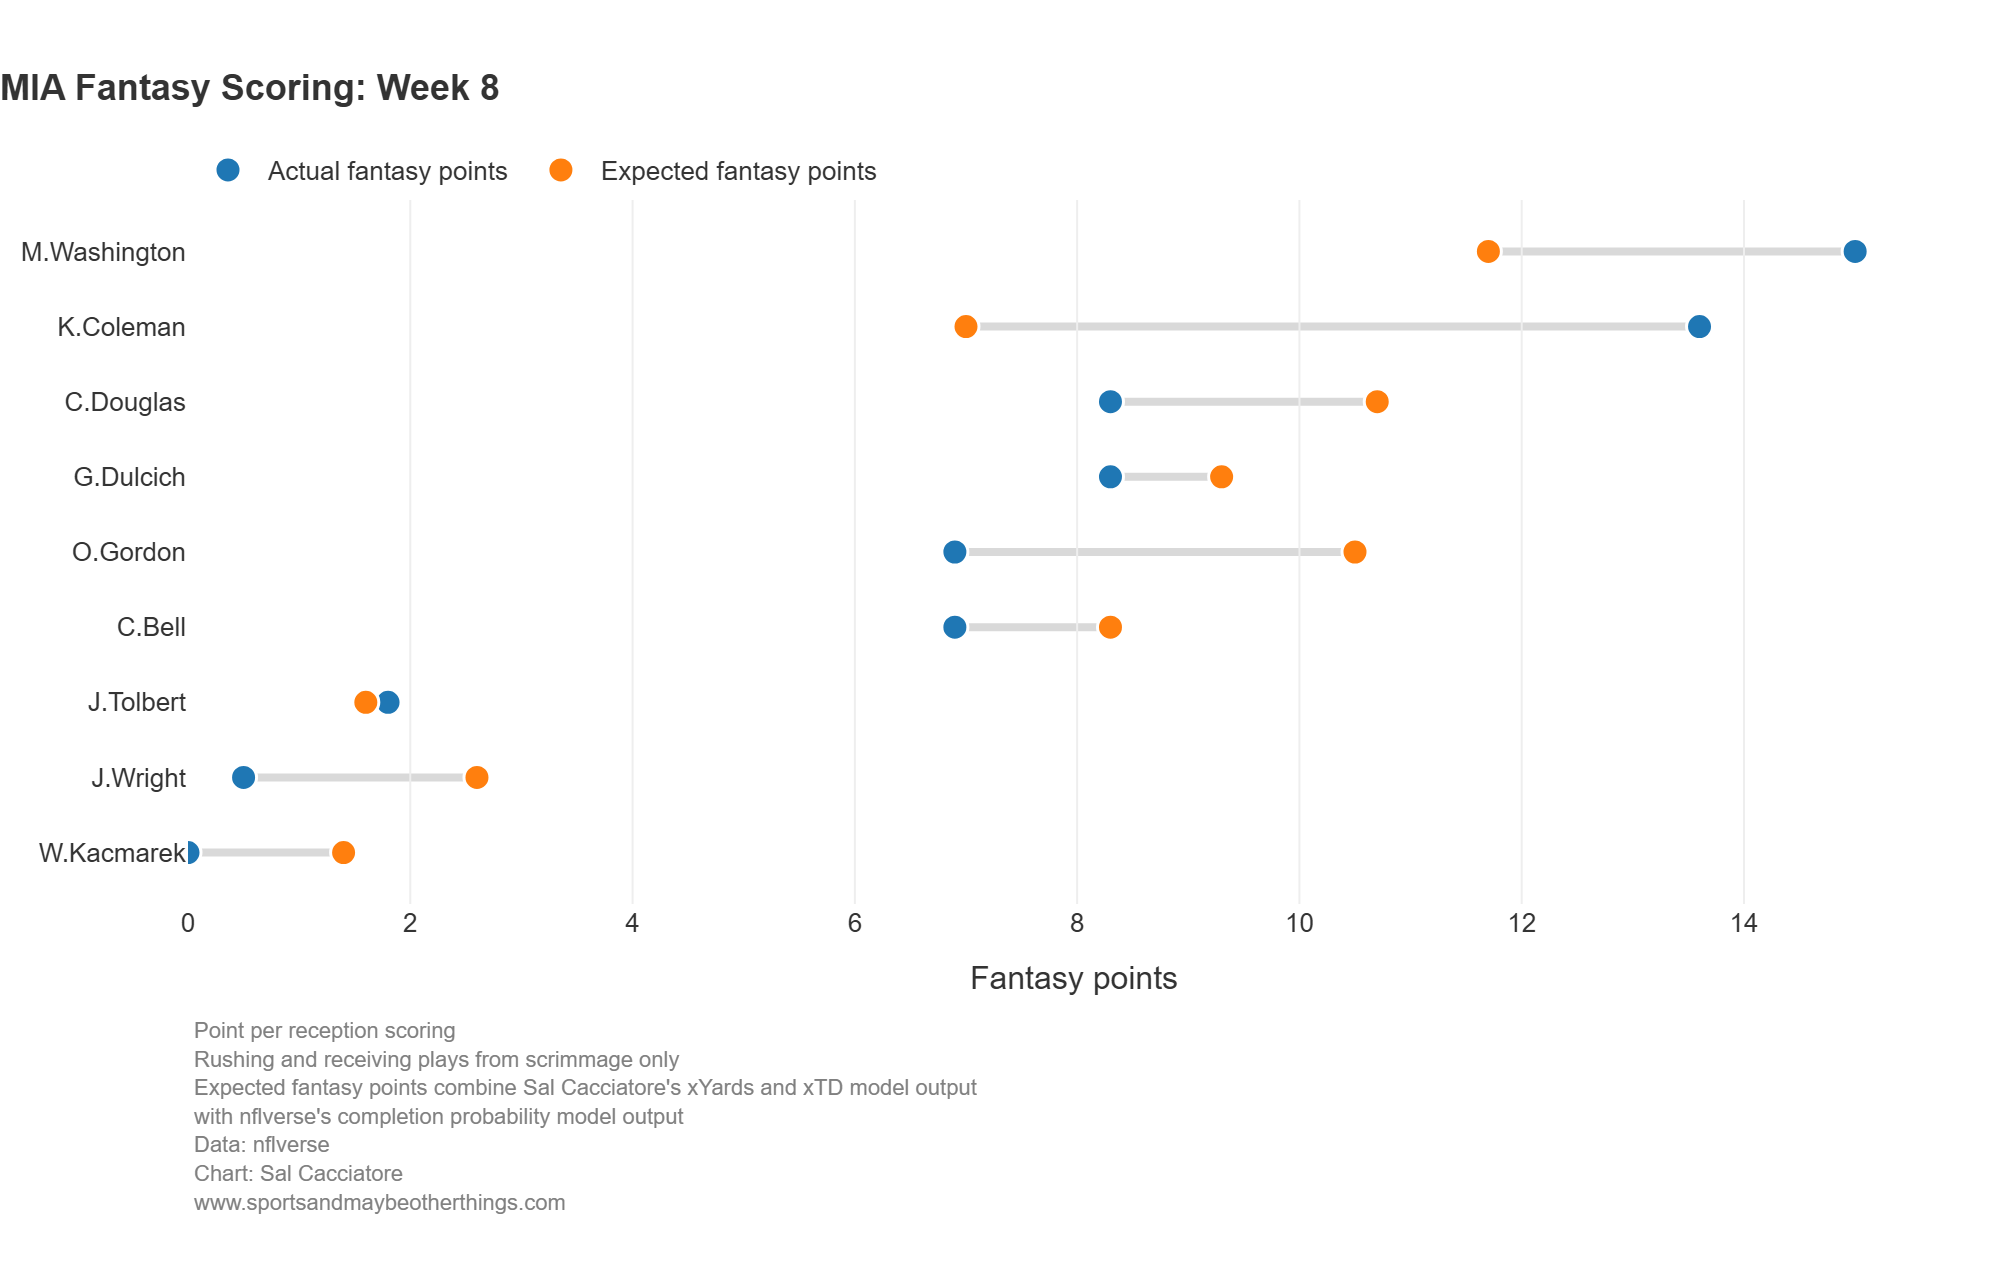 MIA Fantasy Scoring: Week 8
Actual fantasy points
Expected fantasy points
M.Washington
K.Coleman
C.Douglas
G.Dulcich
O.Gordon
C.Bell
J.Tolbert
J.Wright
W.Kacmarek
0 2 4 6 8 10 12 14
Fantasy points
Point per reception scoring
Rushing and receiving plays from scrimmage only
Expected fantasy points combine Sal Cacciatore's xYards and xTD model output
with nflverse's completion probability model output
Data: nflverse
Chart: Sal Cacciatore
www.sportsandmaybeotherthings.com